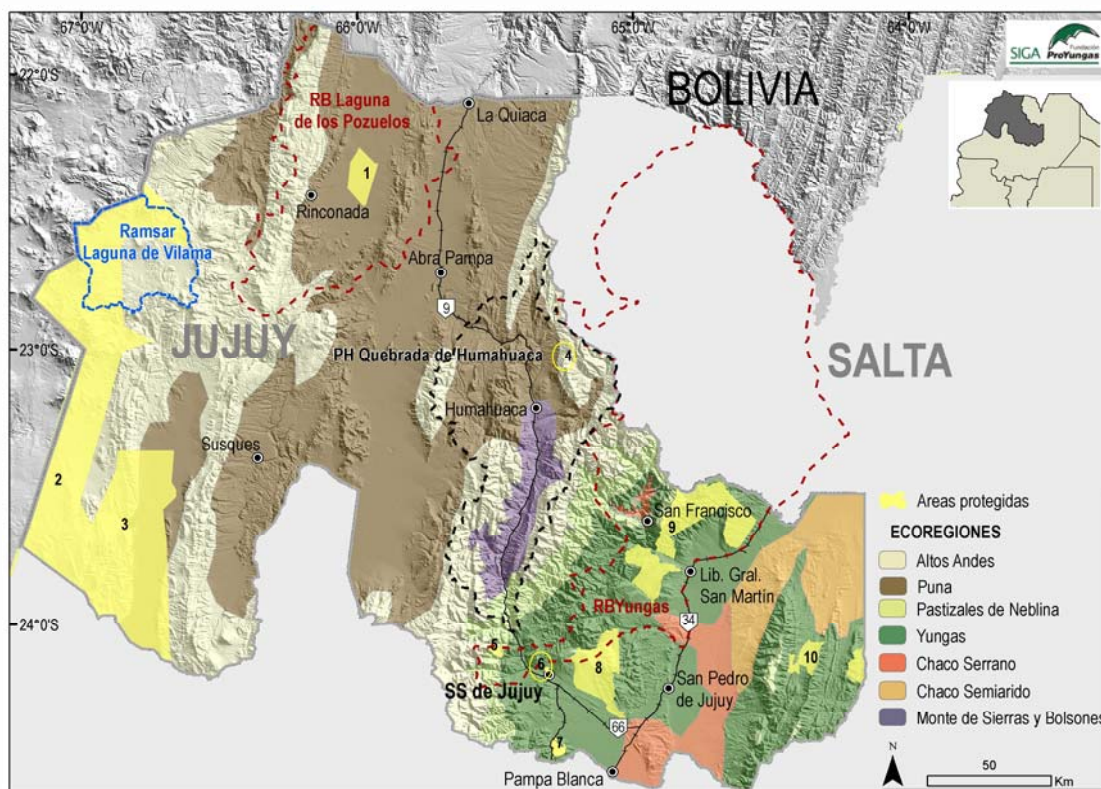 67°0'W
66°0'W
65°0'W
64°0'W
SIGA
Fundación
ProYungas
22°0'S
BOLIVIA
RB Laguna
de los Pozuelos
La Quiaca
1
Rinconada
Ramsar
Laguna de Vilama
Abra Pampa
9
JUJUY
23°0'S
PH Quebrada de Humahuaca
4
SALTA
Humahuaca
Susques
2
3
San Francisco
9
Lib. Gral.
San Martín
RBYungas
34
24°0'S
5
6
8
10
SS de Jujuy
San Pedro
de Jujuy
66
7
Pampa Blanca
Areas protegidas
ECOREGIONES
Altos Andes
Puna
Pastizales de Neblina
Yungas
Chaco Serrano
Chaco Semiarido
Monte de Sierras y Bolsones
N
50
Km